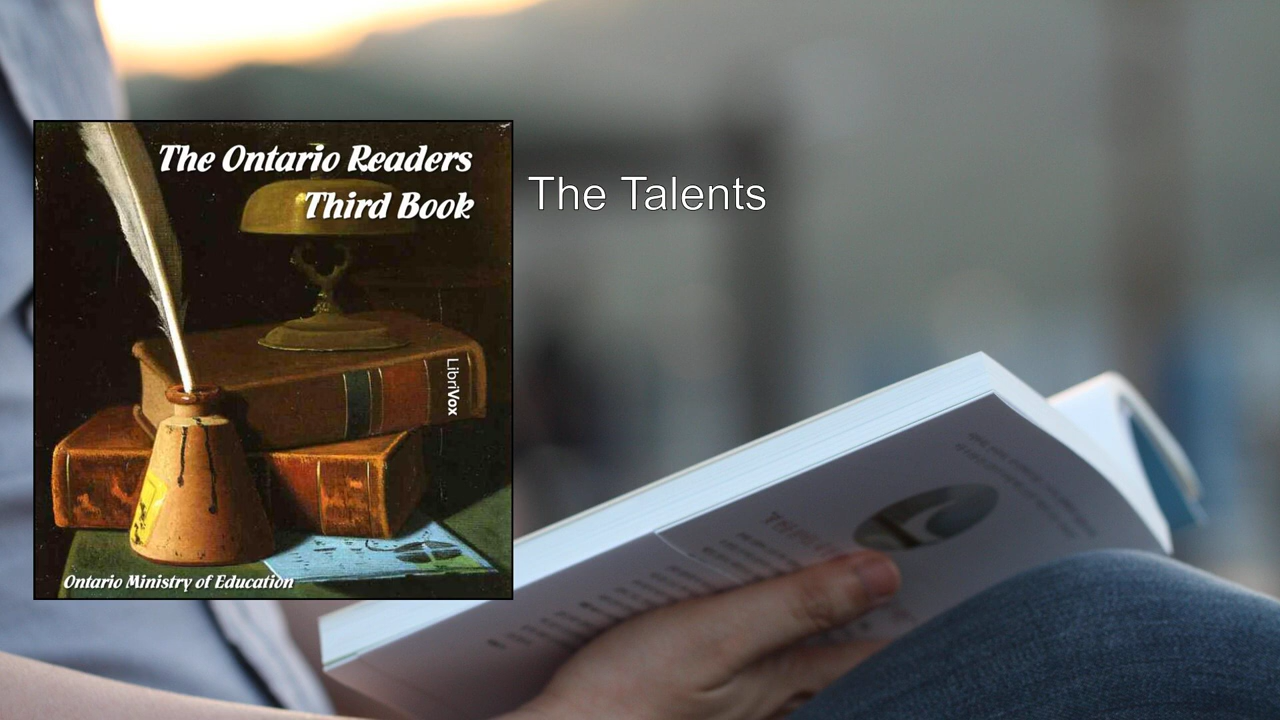 The Ontario Readers
Third Book
The Talents
LibriVox
Ontario Ministry of Education